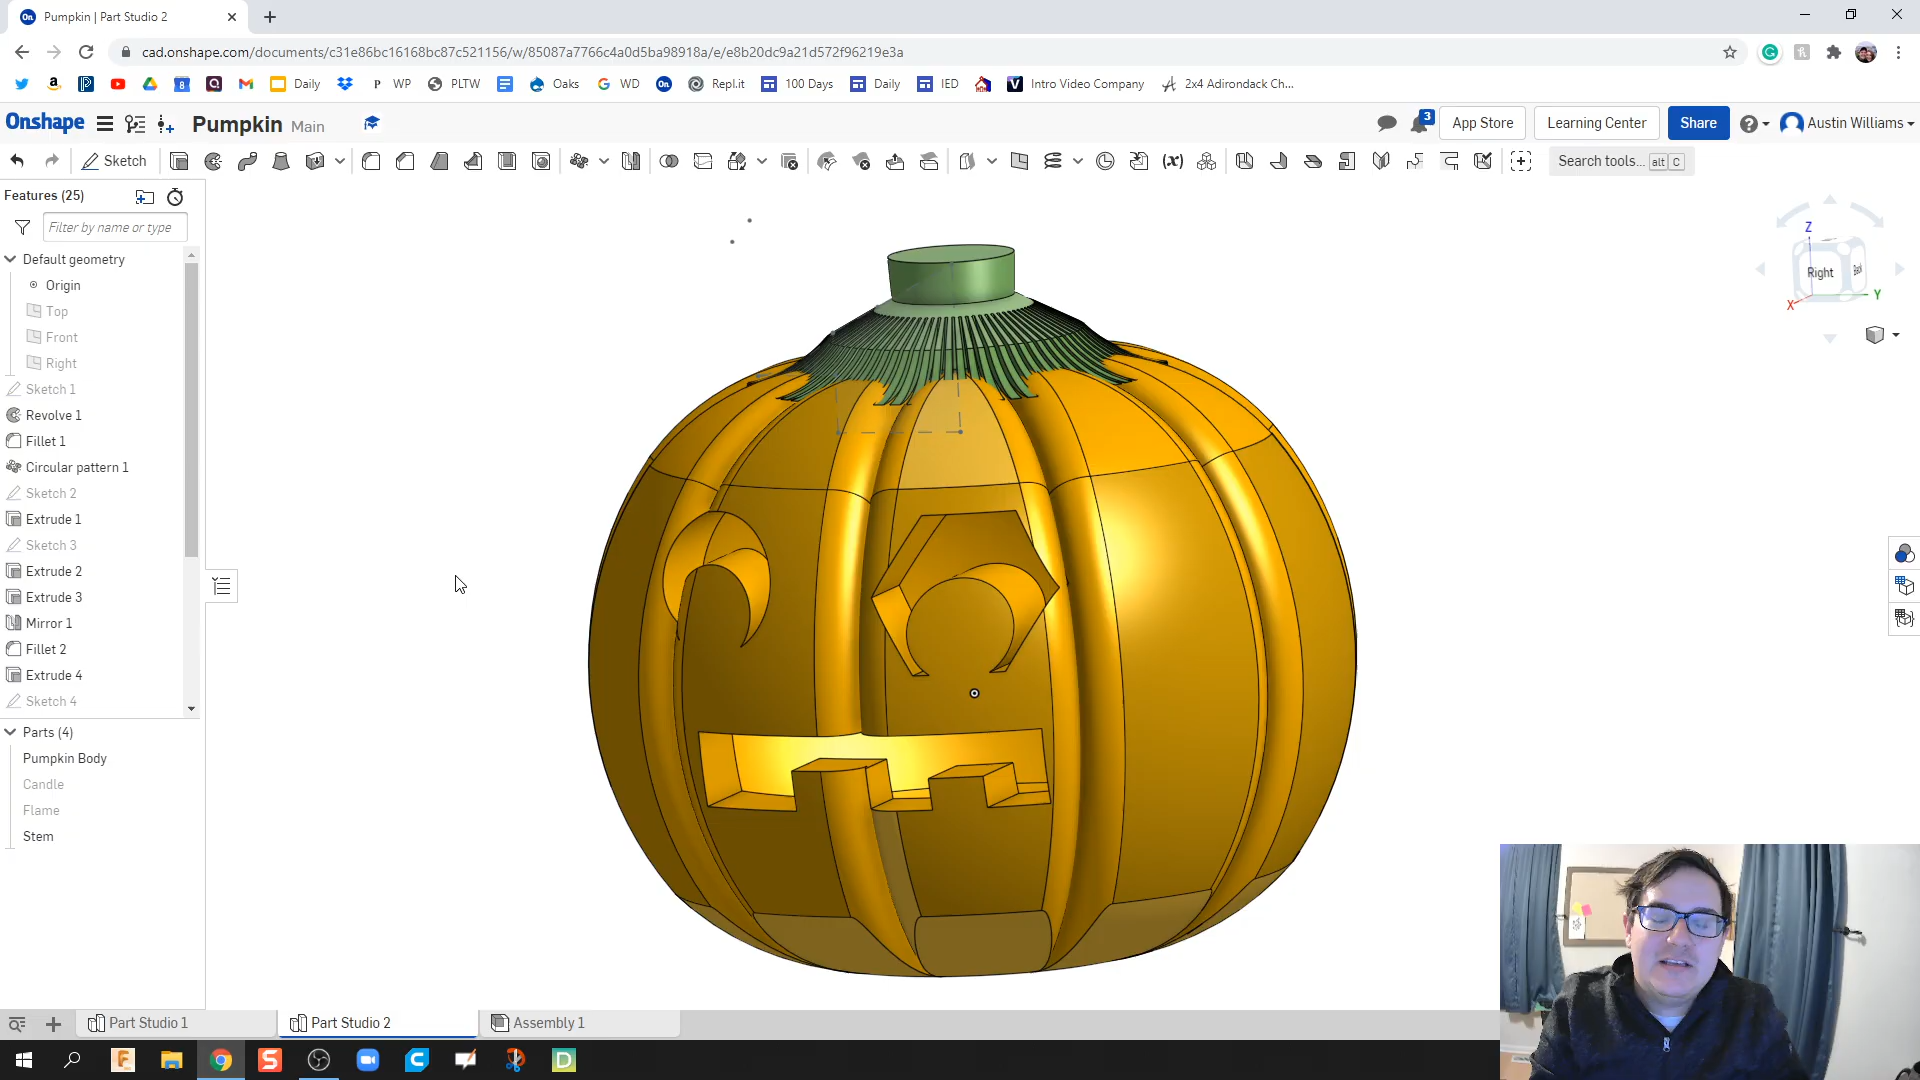 Pumpkin | Part Studio 2
cad.onshape.com/documents/c31e86bc16168bc87c521156/w/85087a7766c4a0d5ba98918a/e/e8b20dc9a21d572f96219e3a
Daily P WP PLTW Oaks WD Repl.it 100 Days Daily IED Intro Video Company 2x4 Adirondack Ch...
Onshape Pumpkin Main 3 App Store Learning Center Share Austin Williams
Sketch Search tools... alt C
Features (25)
Filter by name or type
Default geometry
Origin
Top
Front
Right
Sketch 1
Revolve 1
Fillet 1
Circular pattern 1
Sketch 2
Extrude 1
Sketch 3
Extrude 2
Extrude 3
Mirror 1
Fillet 2
Extrude 4
Sketch 4
Parts (4)
Pumpkin Body
Candle
Flame
Stem
Z
Right Back
X Y
Part Studio 1 Part Studio 2 Assembly 1